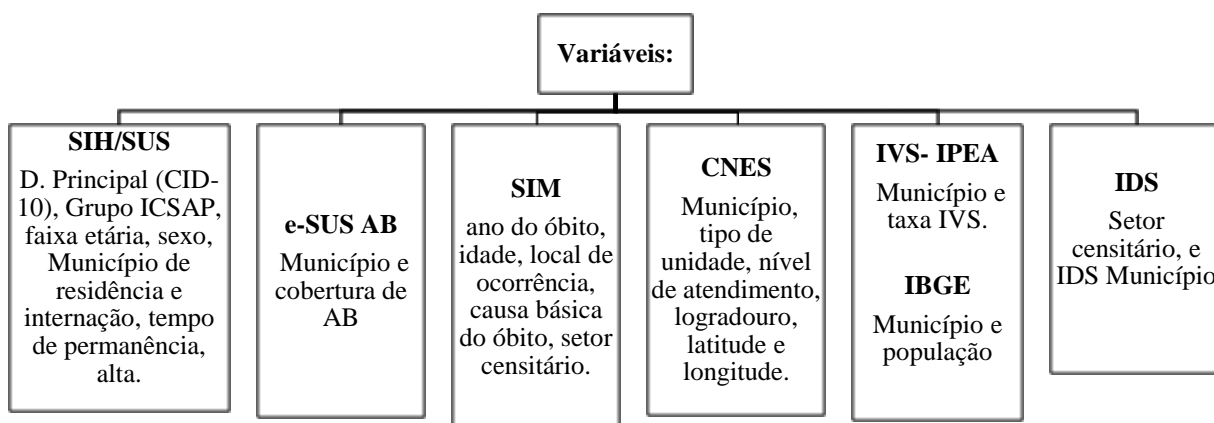 Variáveis:
SIH/SUS
D. Principal (CID-
10), Grupo ICSAP,
faixa etária, sexo,
Município de
residência e
internação, tempo
de permanência,
alta.
e-SUS AB
Município e
cobertura de
AB
SIM
ano do óbito,
idade, local de
ocorrência,
causa básica
do óbito, setor
censitário.
CNES
Município,
tipo de
unidade, nível
de atendimento,
logradouro,
latitude e
longitude.
IVS- IPEA
Município e
taxa IVS.
IBGE
Município e
população
IDS
Setor
censitário, e
IDS Município